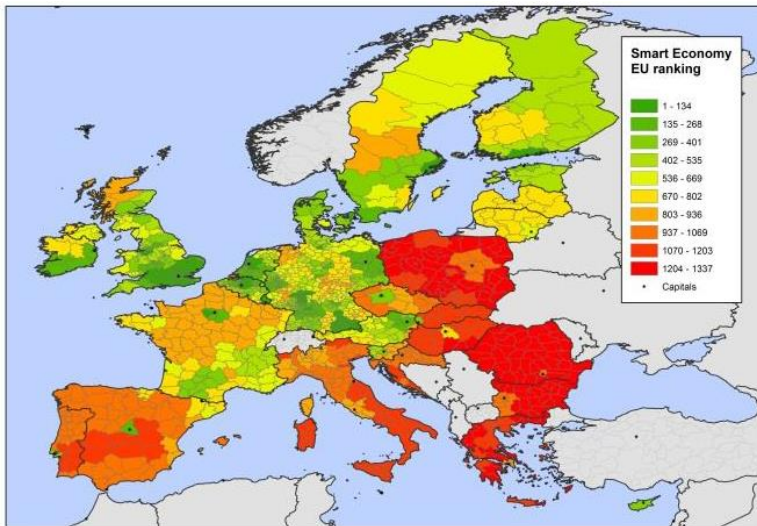 Smart Economy
EU ranking
1 - 134
135 - 268
269 - 401
402 - 535
536 - 669
670 - 802
803 - 936
937 - 1069
1070 - 1203
1204 - 1337
Capitals